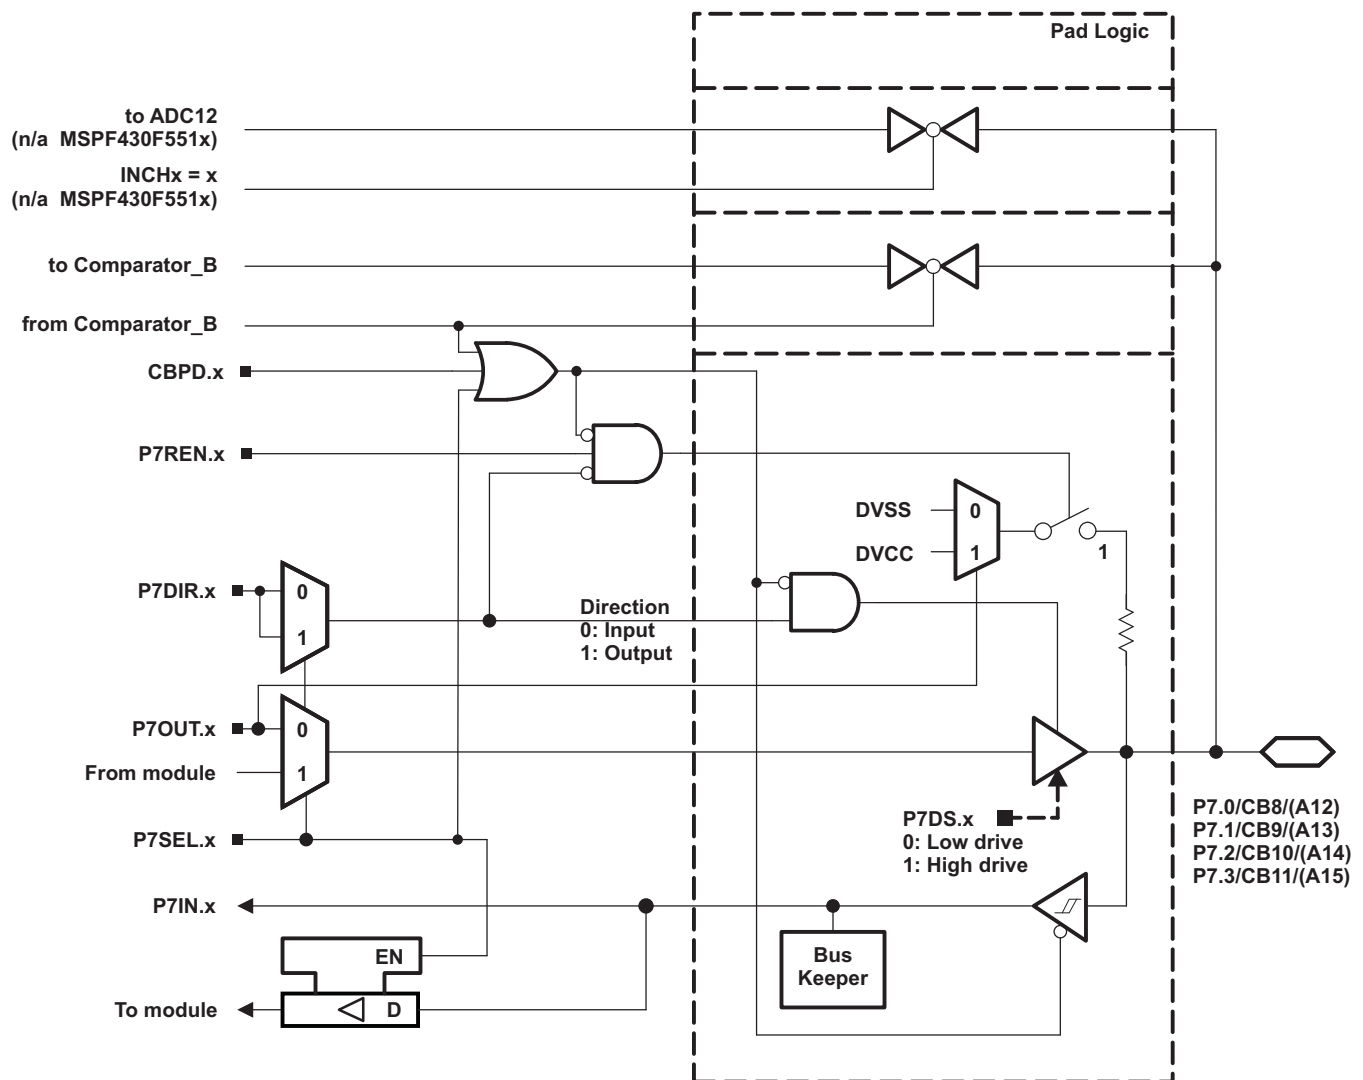 Pad Logic
to ADC12
(n/a MSPF430F551x)
INCHx = x
(n/a MSPF430F551x)
to Comparator_B
from Comparator_B
CBPD.x
P7REN.x
DVSS
0
DVCC
1
1
P7DIR.x
0
1
Direction
0: Input
1: Output
P7OUT.x
0
From module
1
P7DS.x
0: Low drive
1: High drive
P7.0/CB8/(A12)
P7.1/CB9/(A13)
P7.2/CB10/(A14)
P7.3/CB11/(A15)
P7SEL.x
P7IN.x
EN
Bus
Keeper
To module
D